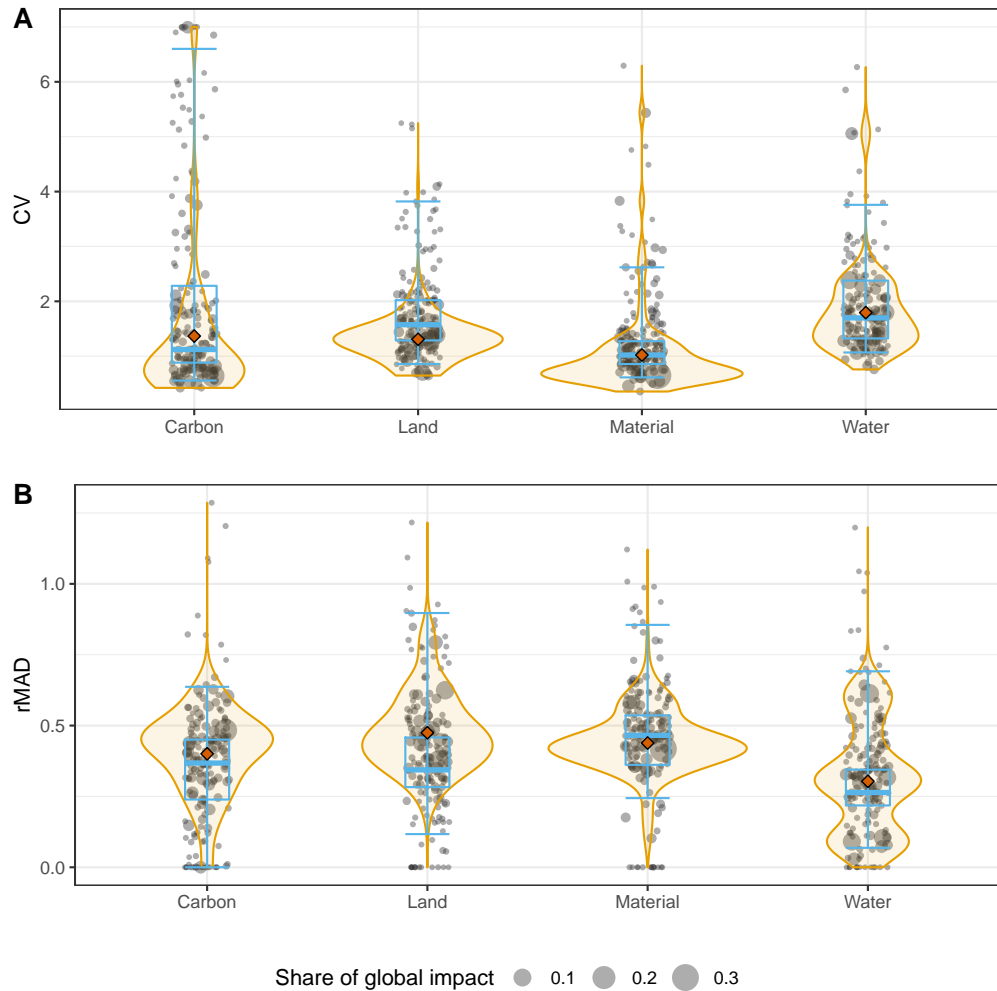 A
CV
6
4
2
Carbon Land Material Water
B
rMAD
1.0
0.5
0.0
Carbon Land Material Water
Share of global impact 0.1 0.2 0.3